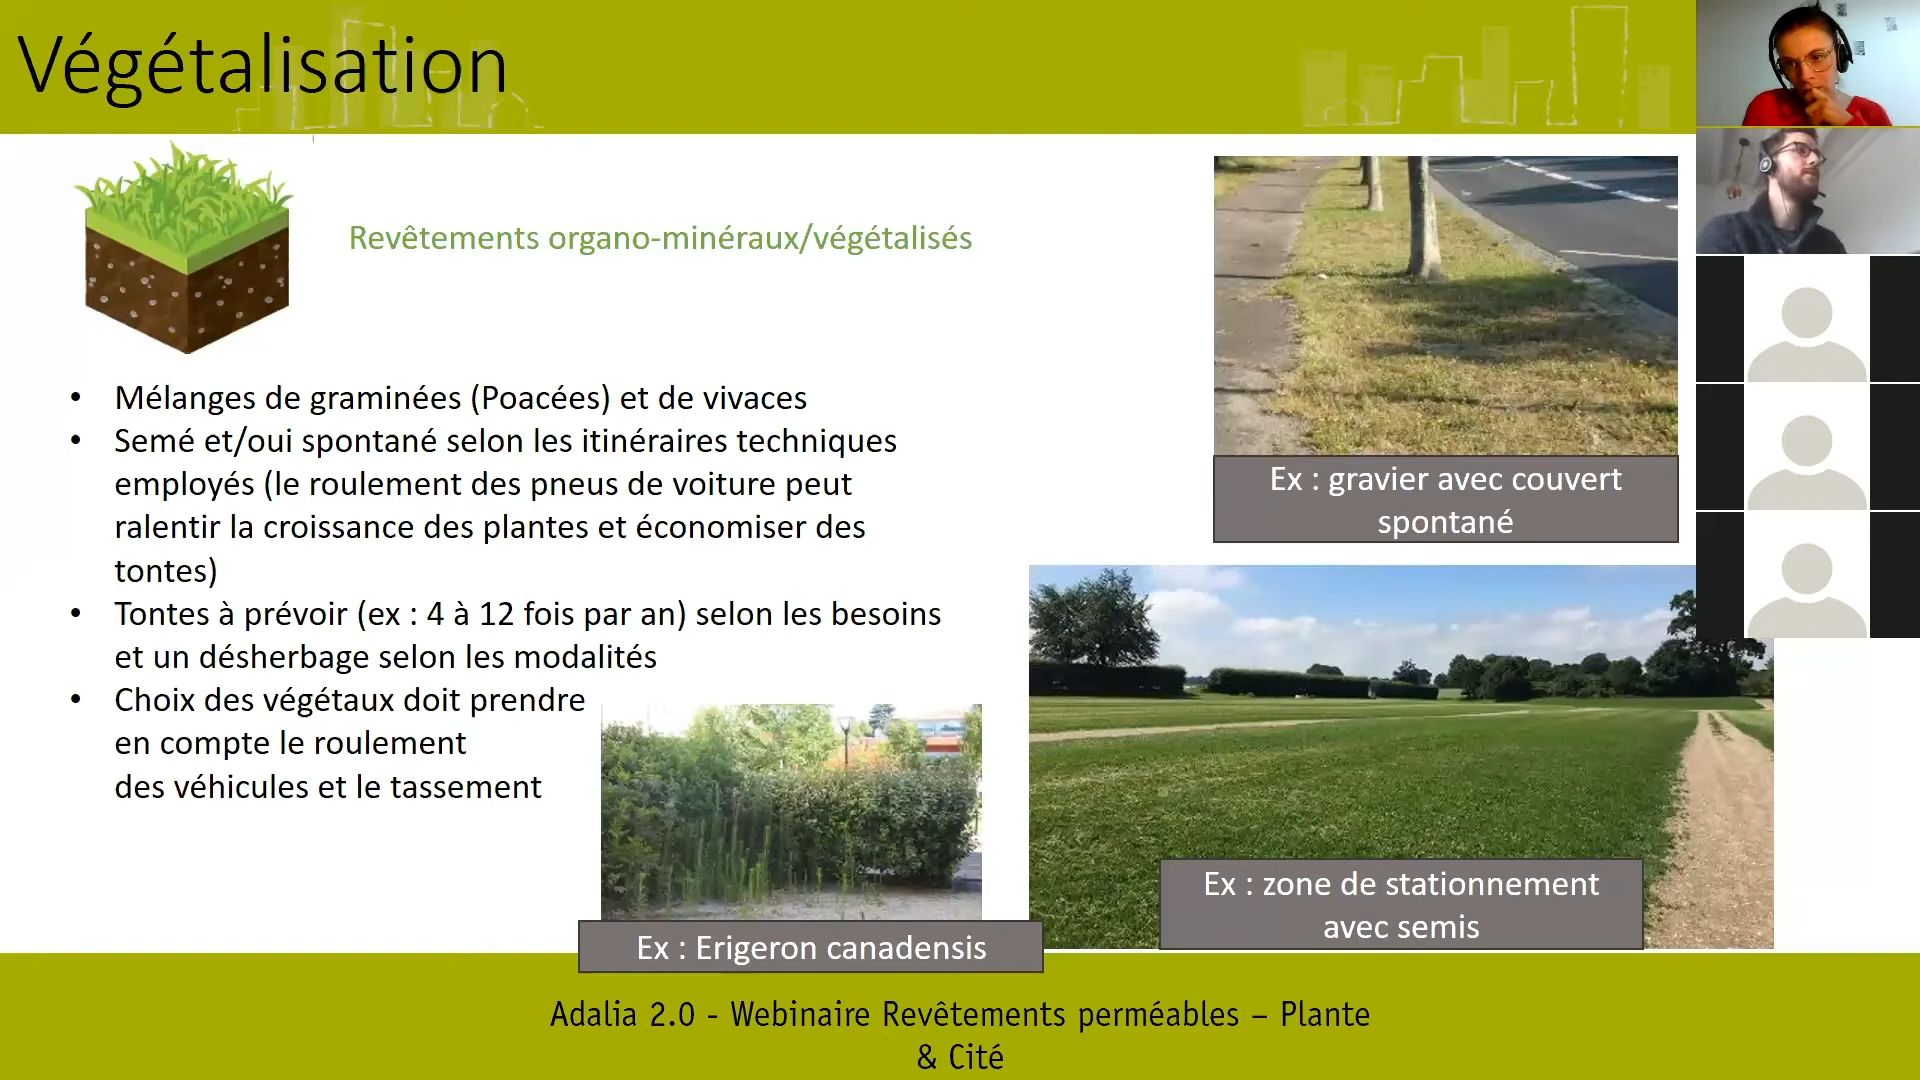 Végétalisation
Revêtements organo-minéraux/végétalisés
• Mélanges de graminées (Poacées) et de vivaces
• Semé et/oui spontané selon les itinéraires techniques
employés (le roulement des pneus de voiture peut
ralentir la croissance des plantes et économiser des
tontes)
• Tontes à prévoir (ex : 4 à 12 fois par an) selon les besoins
et un désherbage selon les modalités
• Choix des végétaux doit prendre
en compte le roulement
des véhicules et le tassement
Ex : gravier avec couvert
spontané
Ex : zone de stationnement
avec semis
Ex : Erigeron canadensis
Adalia 2.0 - Webinaire Revêtements perméables – Plante
& Cité